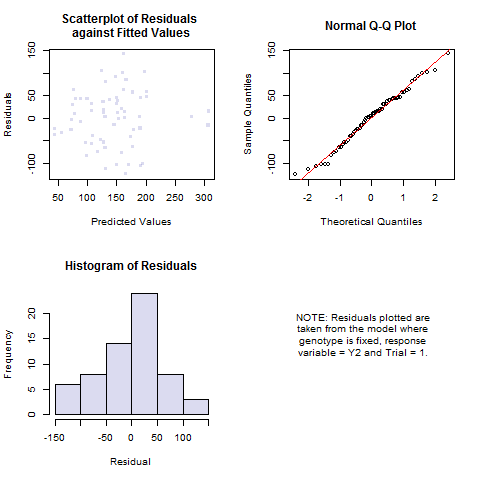 Scatterplot of Residuals
against Fitted Values
150
50
0
-100
Residuals
50 100 150 200 250 300
Predicted Values
Normal Q-Q Plot
150
50
0
-100
Sample Quantiles
-2 -1 0 1 2
Theoretical Quantiles
Histogram of Residuals
20
15
10
5
0
Frequency
-150 -50 0 50 100
Residual
NOTE: Residuals plotted are
taken from the model where
genotype is fixed, response
variable = Y2 and Trial = 1.